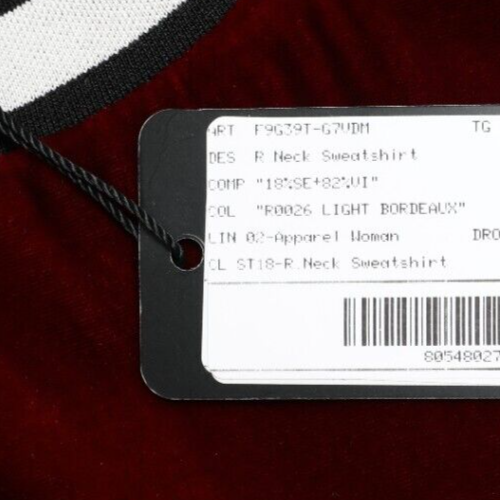 ART F9G39T-G7VDM TG
DES R Neck Sweatshirt
COMP "18%SE+82%VI"
COL "R0026 LIGHT BORDEAUX"
LIN 02-Apparel Woman DRO
CL ST18-R.Neck Sweatshirt
80548027